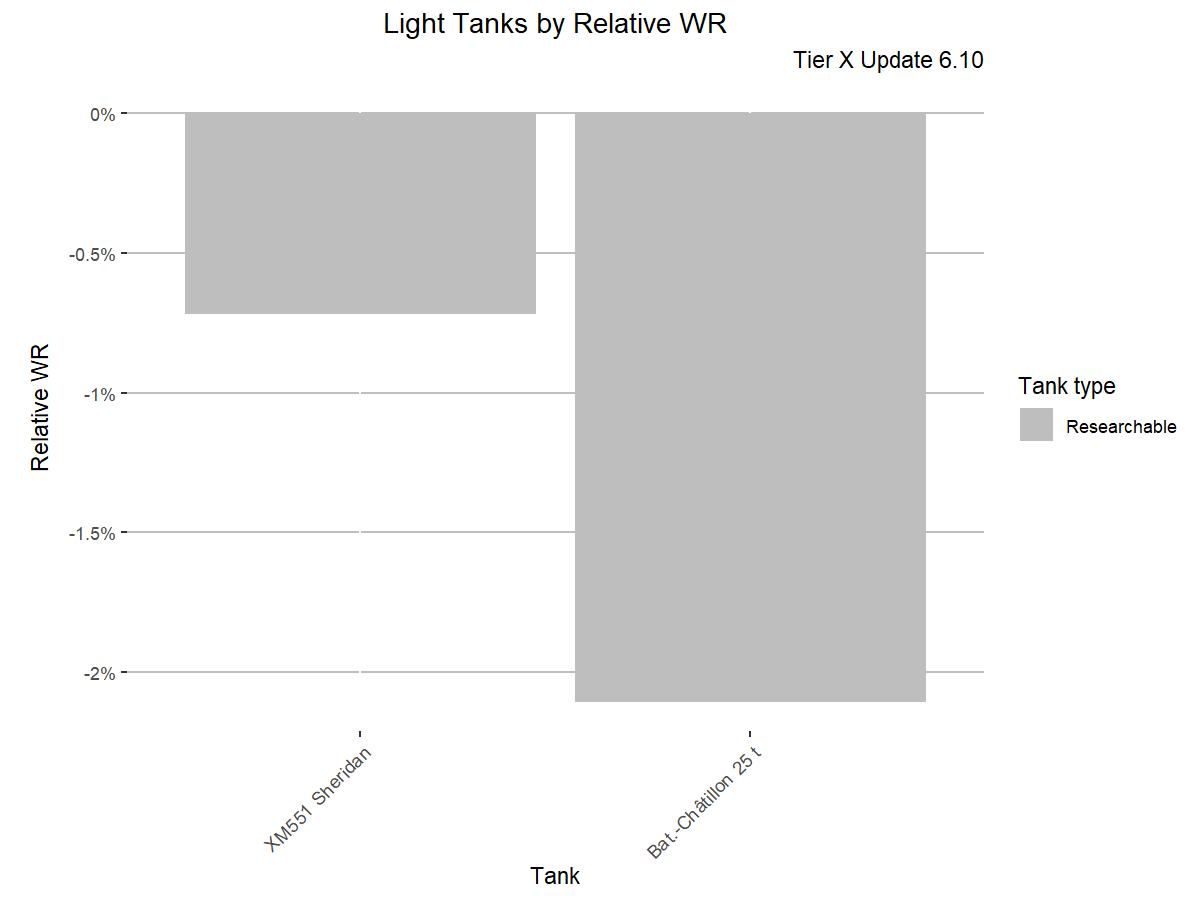 Light Tanks by Relative WR
Tier X Update 6.10
0%
-0.5%
-1%
-1.5%
-2%
Relative WR
XM551 Sheridan
Bat.-Châtillon 25 t
Tank
Tank type
Researchable